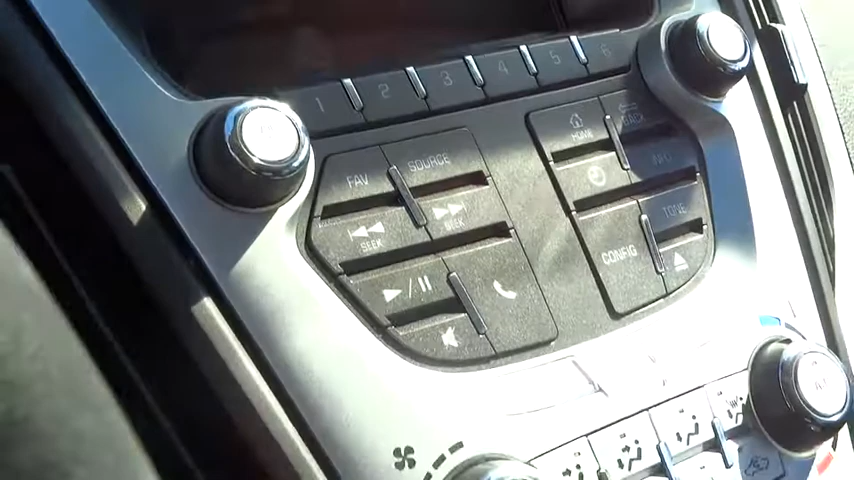 1 2 3 4 5 6
FAV SOURCE
SEEK SEEK
HOME BACK
INFO
CONFIG TONE